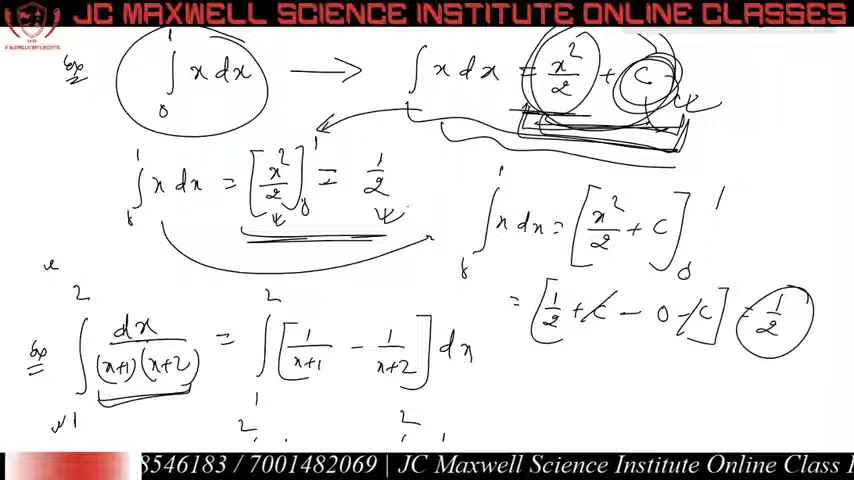 JC MAXWELL SCIENCE INSTITUTE ONLINE CLASSES
Ex ∫₀¹ x dx → ∫ x dx = x²/2 + C
∫₀¹ x dx = [x²/2]₀¹ = 1/2
∫₀¹ x dx = [x²/2 + C]₀¹
= [1/2 + C − 0 − C] = 1/2
Ex ∫₁² dx/(x+1)(x+2) = ∫₁² [1/(x+1) − 1/(x+2)] dx
2 2
8546183 / 7001482069 | JC Maxwell Science Institute Online Class